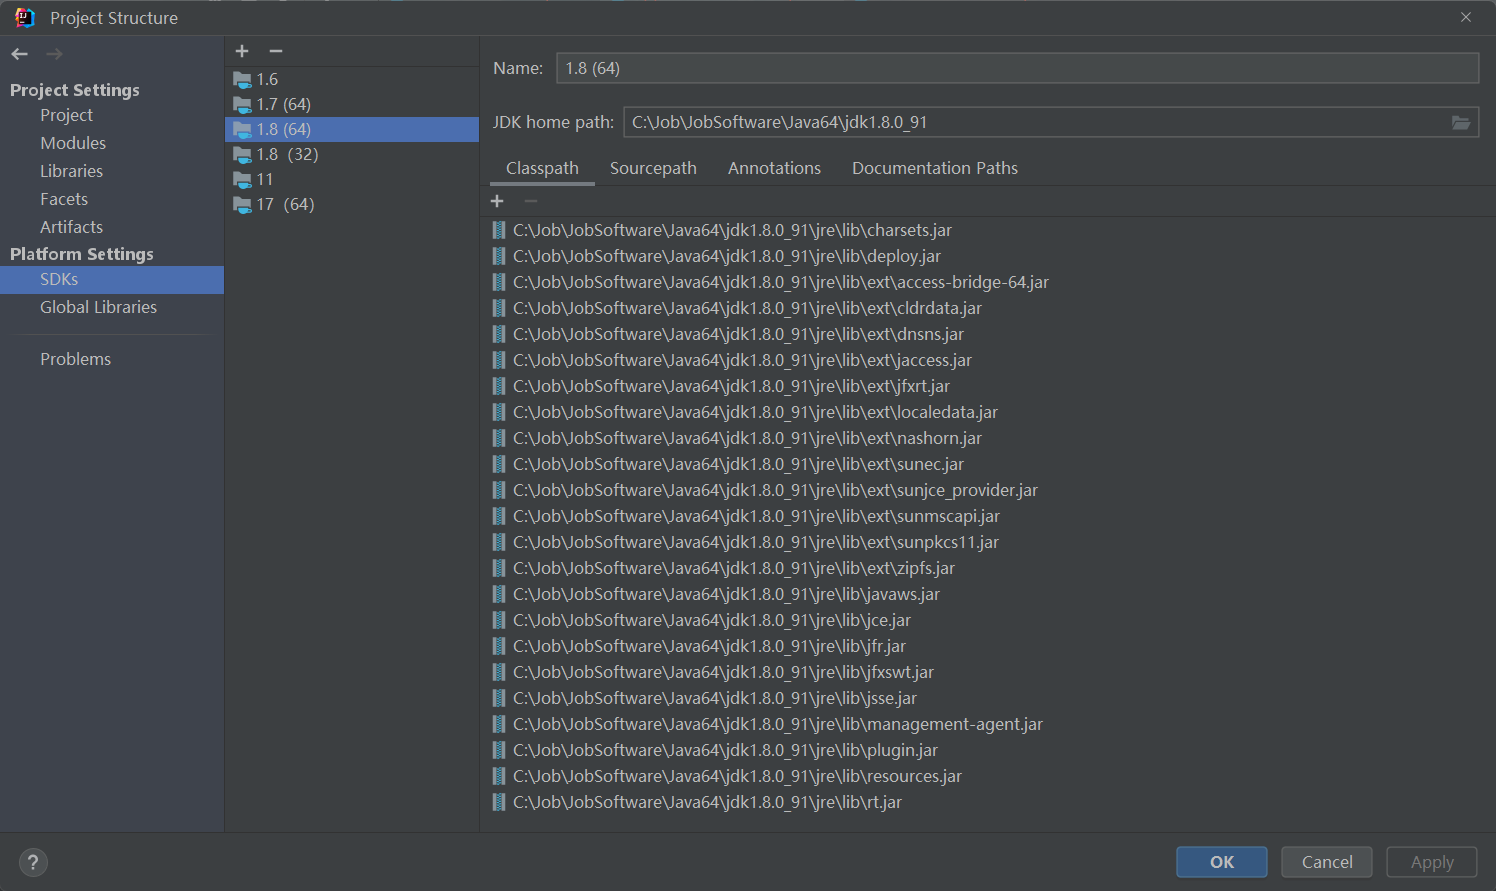 Project Structure
Project Settings
Project
Modules
Libraries
Facets
Artifacts
Platform Settings
SDKs
Global Libraries
Problems
1.6
1.7 (64)
1.8 (64)
1.8  (32)
11
17  (64)
Name: 1.8 (64)
JDK home path: C:\Job\JobSoftware\Java64\jdk1.8.0_91
Classpath Sourcepath Annotations Documentation Paths
C:\Job\JobSoftware\Java64\jdk1.8.0_91\jre\lib\charsets.jar
C:\Job\JobSoftware\Java64\jdk1.8.0_91\jre\lib\deploy.jar
C:\Job\JobSoftware\Java64\jdk1.8.0_91\jre\lib\ext\access-bridge-64.jar
C:\Job\JobSoftware\Java64\jdk1.8.0_91\jre\lib\ext\cldrdata.jar
C:\Job\JobSoftware\Java64\jdk1.8.0_91\jre\lib\ext\dnsns.jar
C:\Job\JobSoftware\Java64\jdk1.8.0_91\jre\lib\ext\jaccess.jar
C:\Job\JobSoftware\Java64\jdk1.8.0_91\jre\lib\ext\jfxrt.jar
C:\Job\JobSoftware\Java64\jdk1.8.0_91\jre\lib\ext\localedata.jar
C:\Job\JobSoftware\Java64\jdk1.8.0_91\jre\lib\ext\nashorn.jar
C:\Job\JobSoftware\Java64\jdk1.8.0_91\jre\lib\ext\sunec.jar
C:\Job\JobSoftware\Java64\jdk1.8.0_91\jre\lib\ext\sunjce_provider.jar
C:\Job\JobSoftware\Java64\jdk1.8.0_91\jre\lib\ext\sunmscapi.jar
C:\Job\JobSoftware\Java64\jdk1.8.0_91\jre\lib\ext\sunpkcs11.jar
C:\Job\JobSoftware\Java64\jdk1.8.0_91\jre\lib\ext\zipfs.jar
C:\Job\JobSoftware\Java64\jdk1.8.0_91\jre\lib\javaws.jar
C:\Job\JobSoftware\Java64\jdk1.8.0_91\jre\lib\jce.jar
C:\Job\JobSoftware\Java64\jdk1.8.0_91\jre\lib\jfr.jar
C:\Job\JobSoftware\Java64\jdk1.8.0_91\jre\lib\jfxswt.jar
C:\Job\JobSoftware\Java64\jdk1.8.0_91\jre\lib\jsse.jar
C:\Job\JobSoftware\Java64\jdk1.8.0_91\jre\lib\management-agent.jar
C:\Job\JobSoftware\Java64\jdk1.8.0_91\jre\lib\plugin.jar
C:\Job\JobSoftware\Java64\jdk1.8.0_91\jre\lib\resources.jar
C:\Job\JobSoftware\Java64\jdk1.8.0_91\jre\lib\rt.jar
? OK Cancel Apply